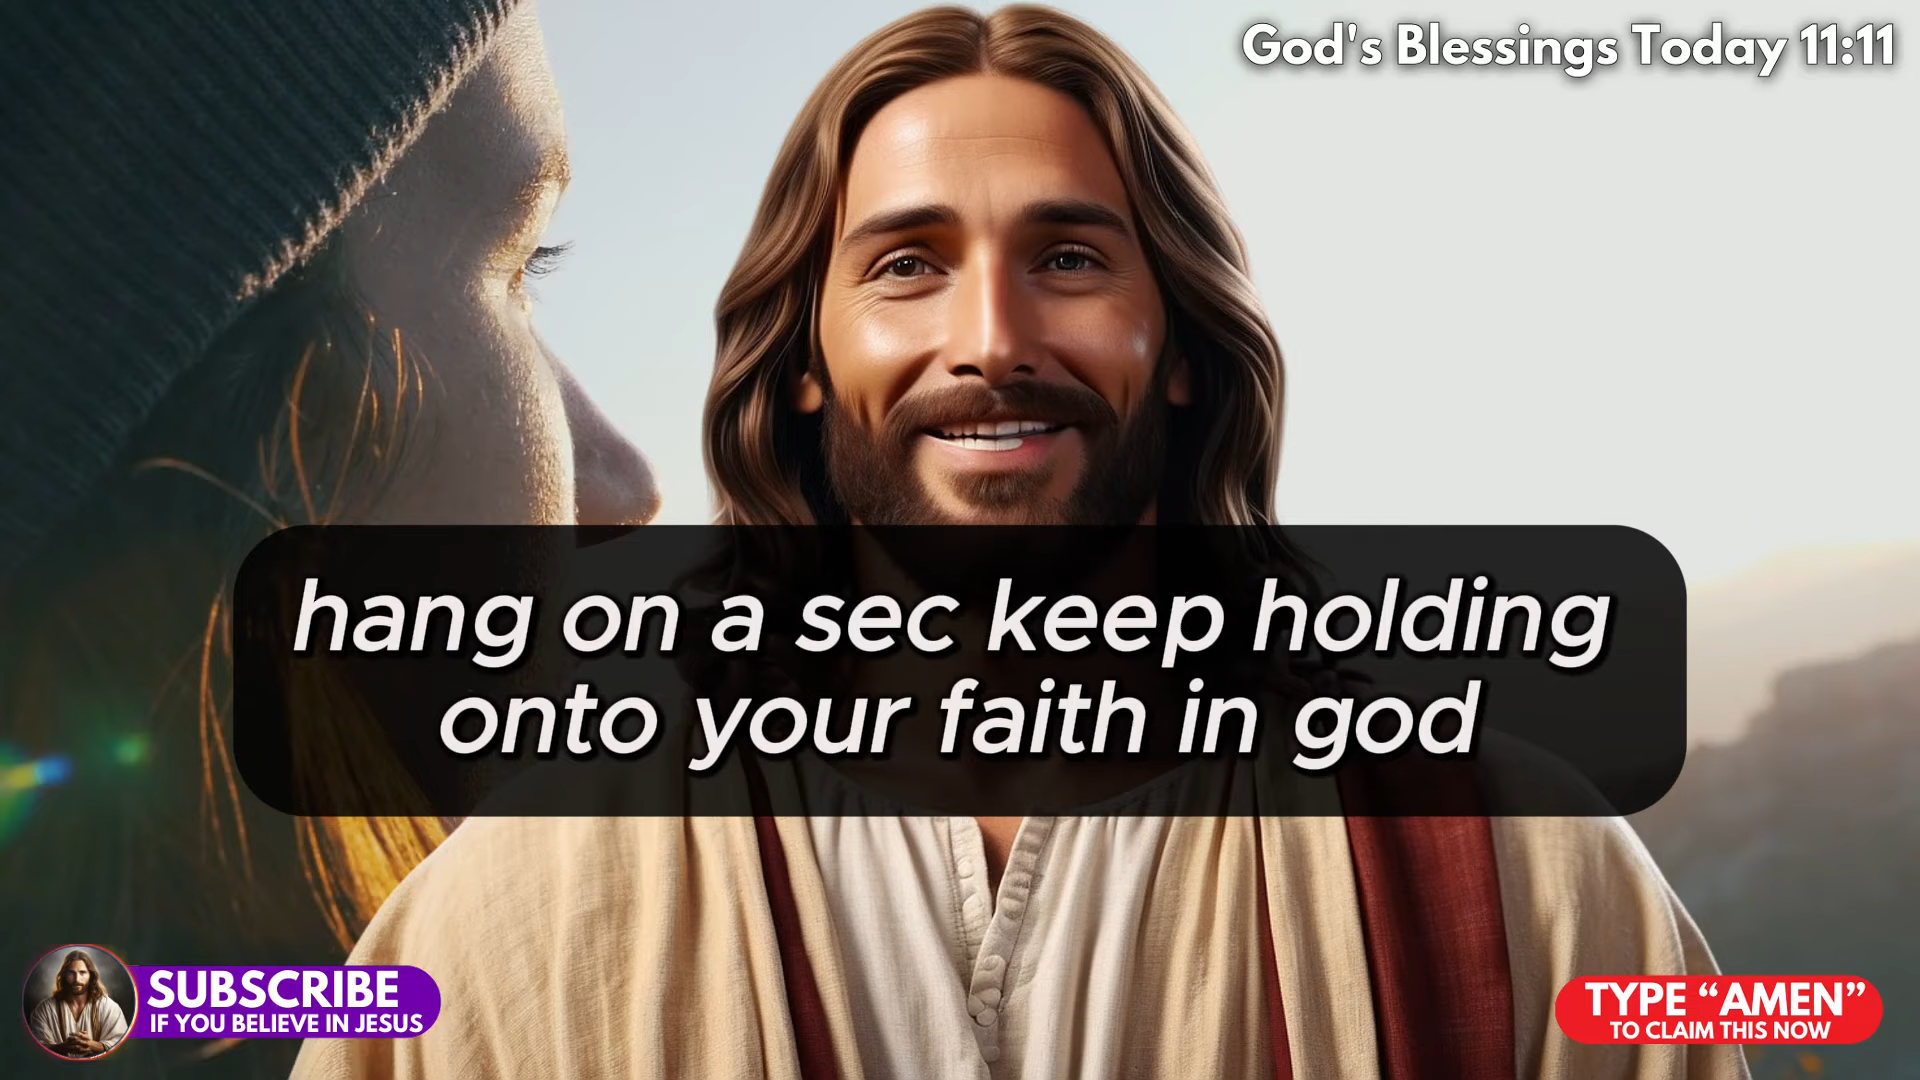 God's Blessings Today 11:11
hang on a sec keep holding
onto your faith in god
SUBSCRIBE
IF YOU BELIEVE IN JESUS
TYPE “AMEN”
TO CLAIM THIS NOW